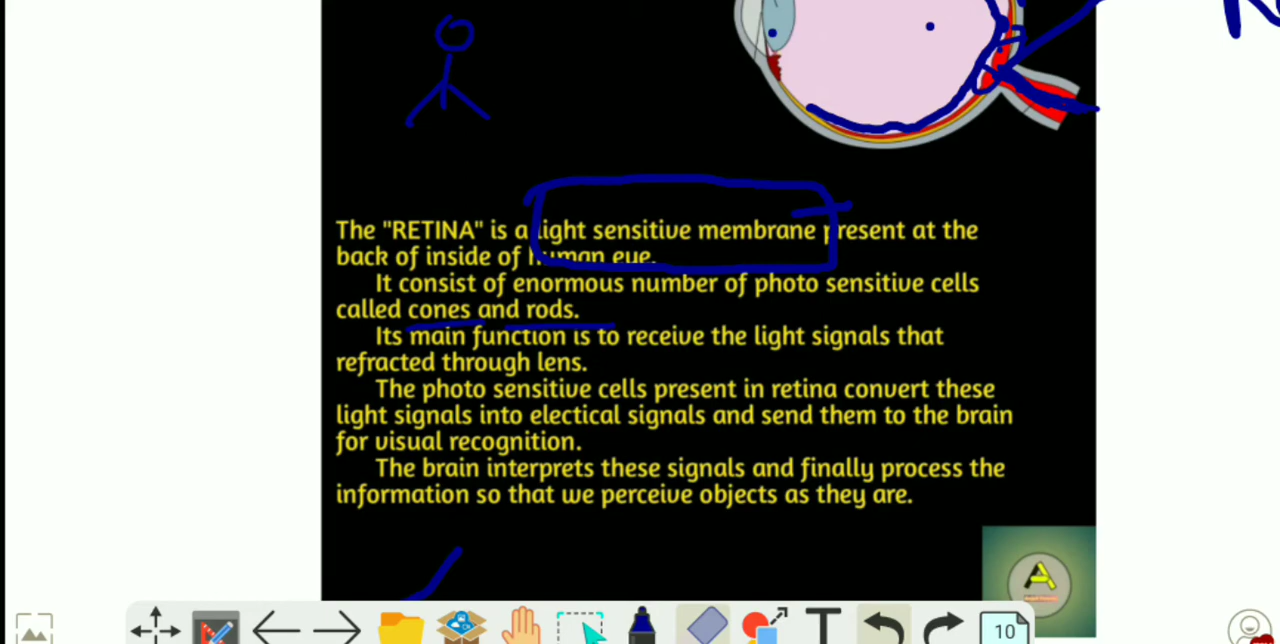 The "RETINA" is a light sensitive membrane present at the
back of inside of human eye.
It consist of enormous number of photo sensitive cells
called cones and rods.
Its main function is to receive the light signals that
refracted through lens.
The photo sensitive cells present in retina convert these
light signals into electical signals and send them to the brain
for visual recognition.
The brain interprets these signals and finally process the
information so that we perceive objects as they are.
10